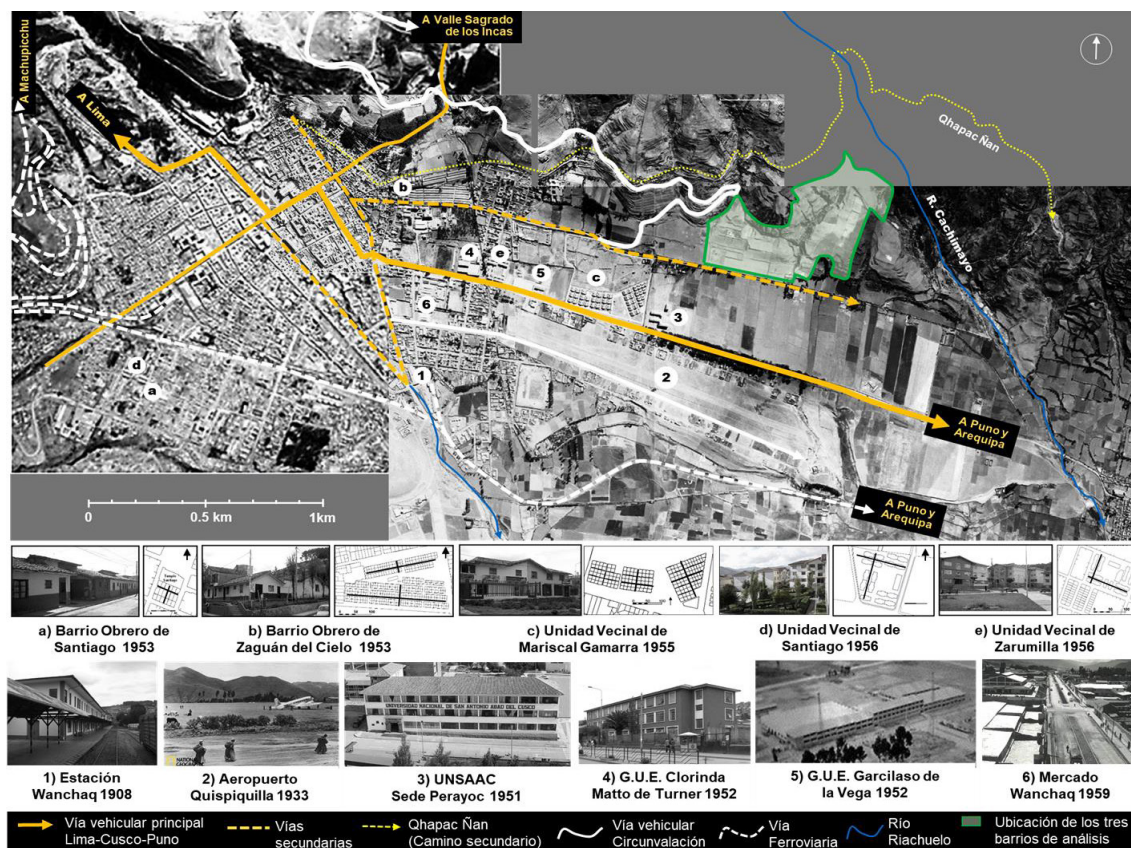 A Valle Sagrado
de los Incas
A Machupicchu
A Lima
Qhapac Ñan
R. Cachimayo
b
4
e
5
c
6
3
d
a
1
2
A Puno y
Arequipa
A Puno y
Arequipa
0
0.5 km
1km
a) Barrio Obrero de
Santiago 1953
b) Barrio Obrero de
Zaguán del Cielo 1953
c) Unidad Vecinal de
Mariscal Gamarra 1955
d) Unidad Vecinal de
Santiago 1956
e) Unidad Vecinal de
Zarumilla 1956
UNIVERSIDAD NACIONAL DE SAN ANTONIO ABAD DEL CUSCO
1) Estación
Wanchaq 1908
2) Aeropuerto
Quispiquilla 1933
3) UNSAAC
Sede Perayoc 1951
4) G.U.E. Clorinda
Matto de Turner 1952
5) G.U.E. Garcilaso de
la Vega 1952
6) Mercado
Wanchaq 1959
Vía vehicular principal
Lima-Cusco-Puno
Vías
secundarias
Qhapac Ñan
(Camino secundario)
Vía vehicular
Circunvalación
Vía
Ferroviaria
Río
Riachuelo
Ubicación de los tres
barrios de análisis